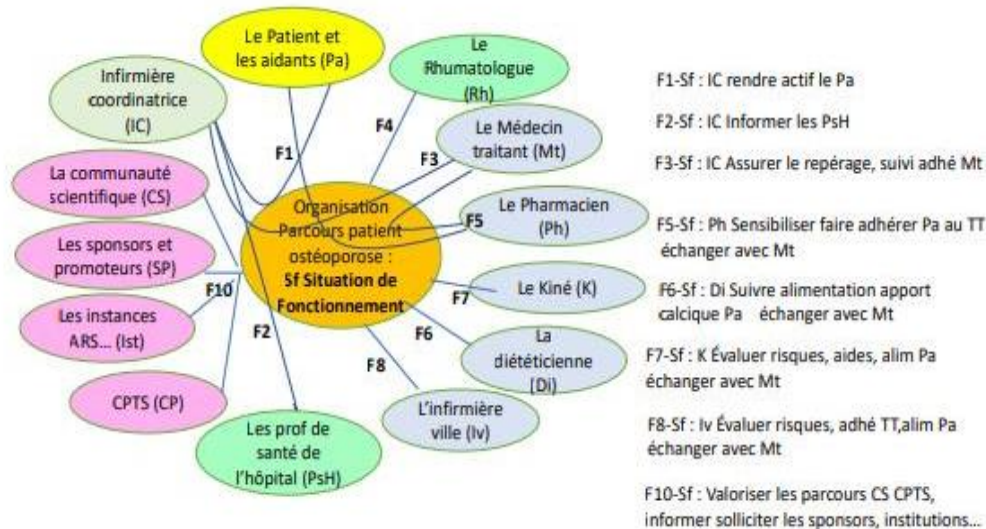 Le Patient et
les aidants (Pa)
Le
Rhumatologue
(Rh)
Infirmière
coordinatrice
(IC)
F4
Le Médecin
traitant (Mt)
F1
F3
La communauté
scientifique (CS)
Organisation
Parcours patient
ostéoporose :
Sf Situation de
Fonctionnement
Le Pharmacien
(Ph)
F5
Les sponsors et
promoteurs (SP)
F10
F7
Le Kiné (K)
Les instances
ARS... (Ist)
F2
F6
La
diététicienne
(Di)
F8
CPTS (CP)
L'infirmière
ville (Iv)
Les prof de
santé de
l'hôpital (PsH)
F1-Sf : IC rendre actif le Pa
F2-Sf : IC Informer les PsH
F3-Sf : IC Assurer le repérage, suivi adhé Mt
F5-Sf : Ph Sensibiliser faire adhérer Pa au TT
échanger avec Mt
F6-Sf : Di Suivre alimentation apport
calcique Pa échanger avec Mt
F7-Sf : K Évaluer risques, aides, alim Pa
échanger avec Mt
F8-Sf : Iv Évaluer risques, adhé TT,alim Pa
échanger avec Mt
F10-Sf : Valoriser les parcours CS CPTS,
informer solliciter les sponsors, institutions...